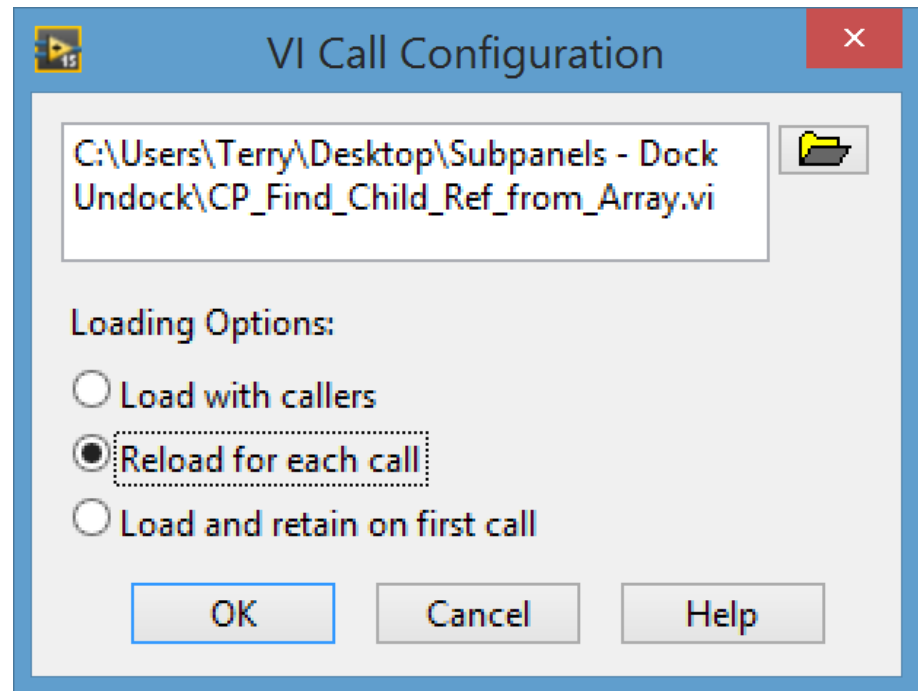 15
VI Call Configuration
C:\Users\Terry\Desktop\Subpanels - Dock
Undock\CP_Find_Child_Ref_from_Array.vi
Loading Options:
Load with callers
Reload for each call
Load and retain on first call
OK Cancel Help